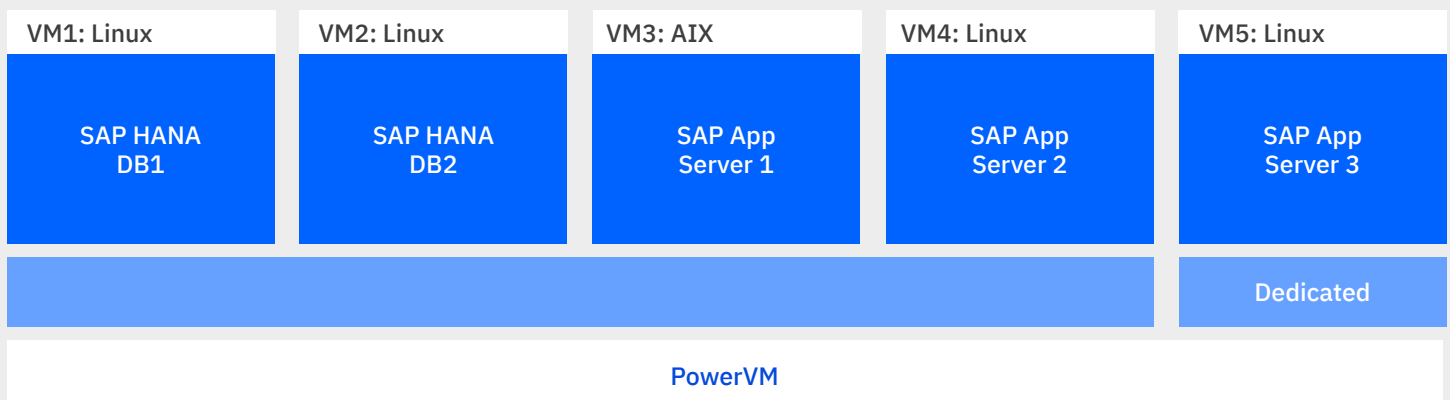 VM1: Linux
VM2: Linux
VM3: AIX
VM4: Linux
VM5: Linux
SAP HANA
DB1
SAP HANA
DB2
SAP App
Server 1
SAP App
Server 2
SAP App
Server 3
Dedicated
PowerVM